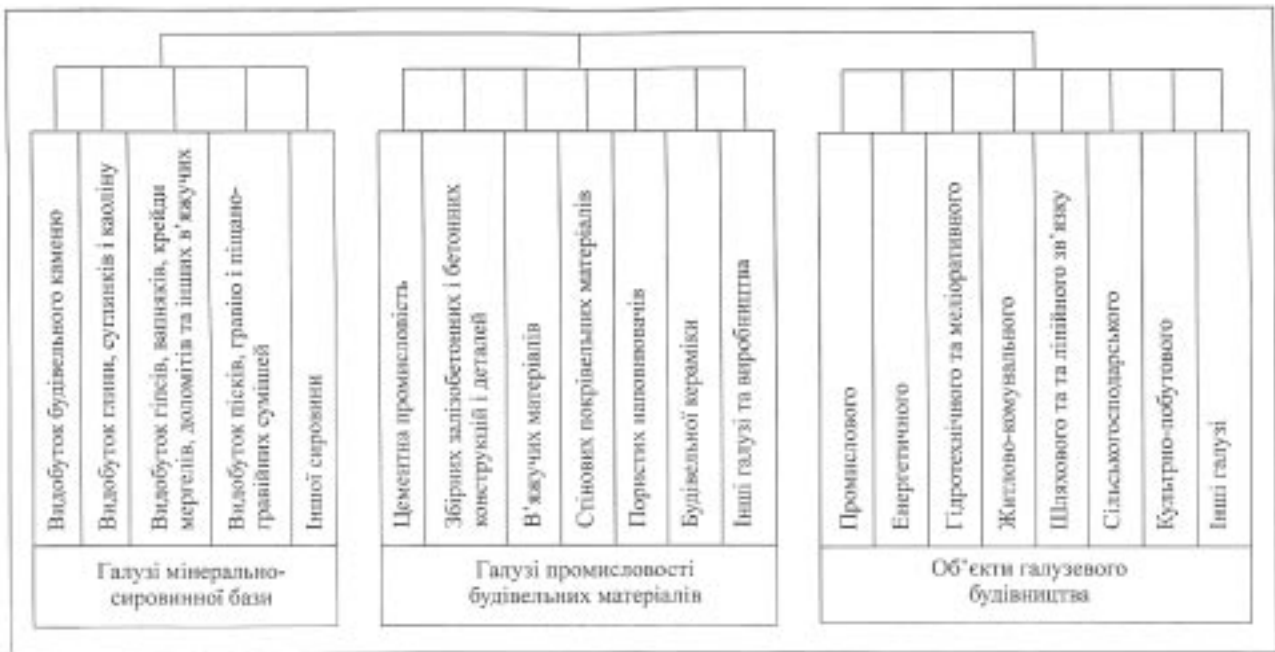 Видобуток будівельного каменю
Видобуток глини, суглинків і каоліну
Видобуток гіпсів, вапняків, крейди
мергелів, доломітів та інших в’яжучих
Видобуток пісків, гравію і піщано-
гравійних сумішей
Іншої сировини
Галузі мінерально-
сировинної бази
Цементна промисловість
Збірних залізобетонних і бетонних
конструкцій і деталей
В’яжучих матеріалів
Стінових покрівельних матеріалів
Пористих наповнювачів
Будівельної кераміки
Інші галузі та виробництва
Галузі промисловості
будівельних матеріалів
Промислового
Енергетичного
Гідротехнічного та меліоративного
Житлово-комунального
Шляхового та та лінійного зв’язку
Сільськогосподарського
Культрно-побутового
Інші галузі
Об’єкти галузевого
будівництва